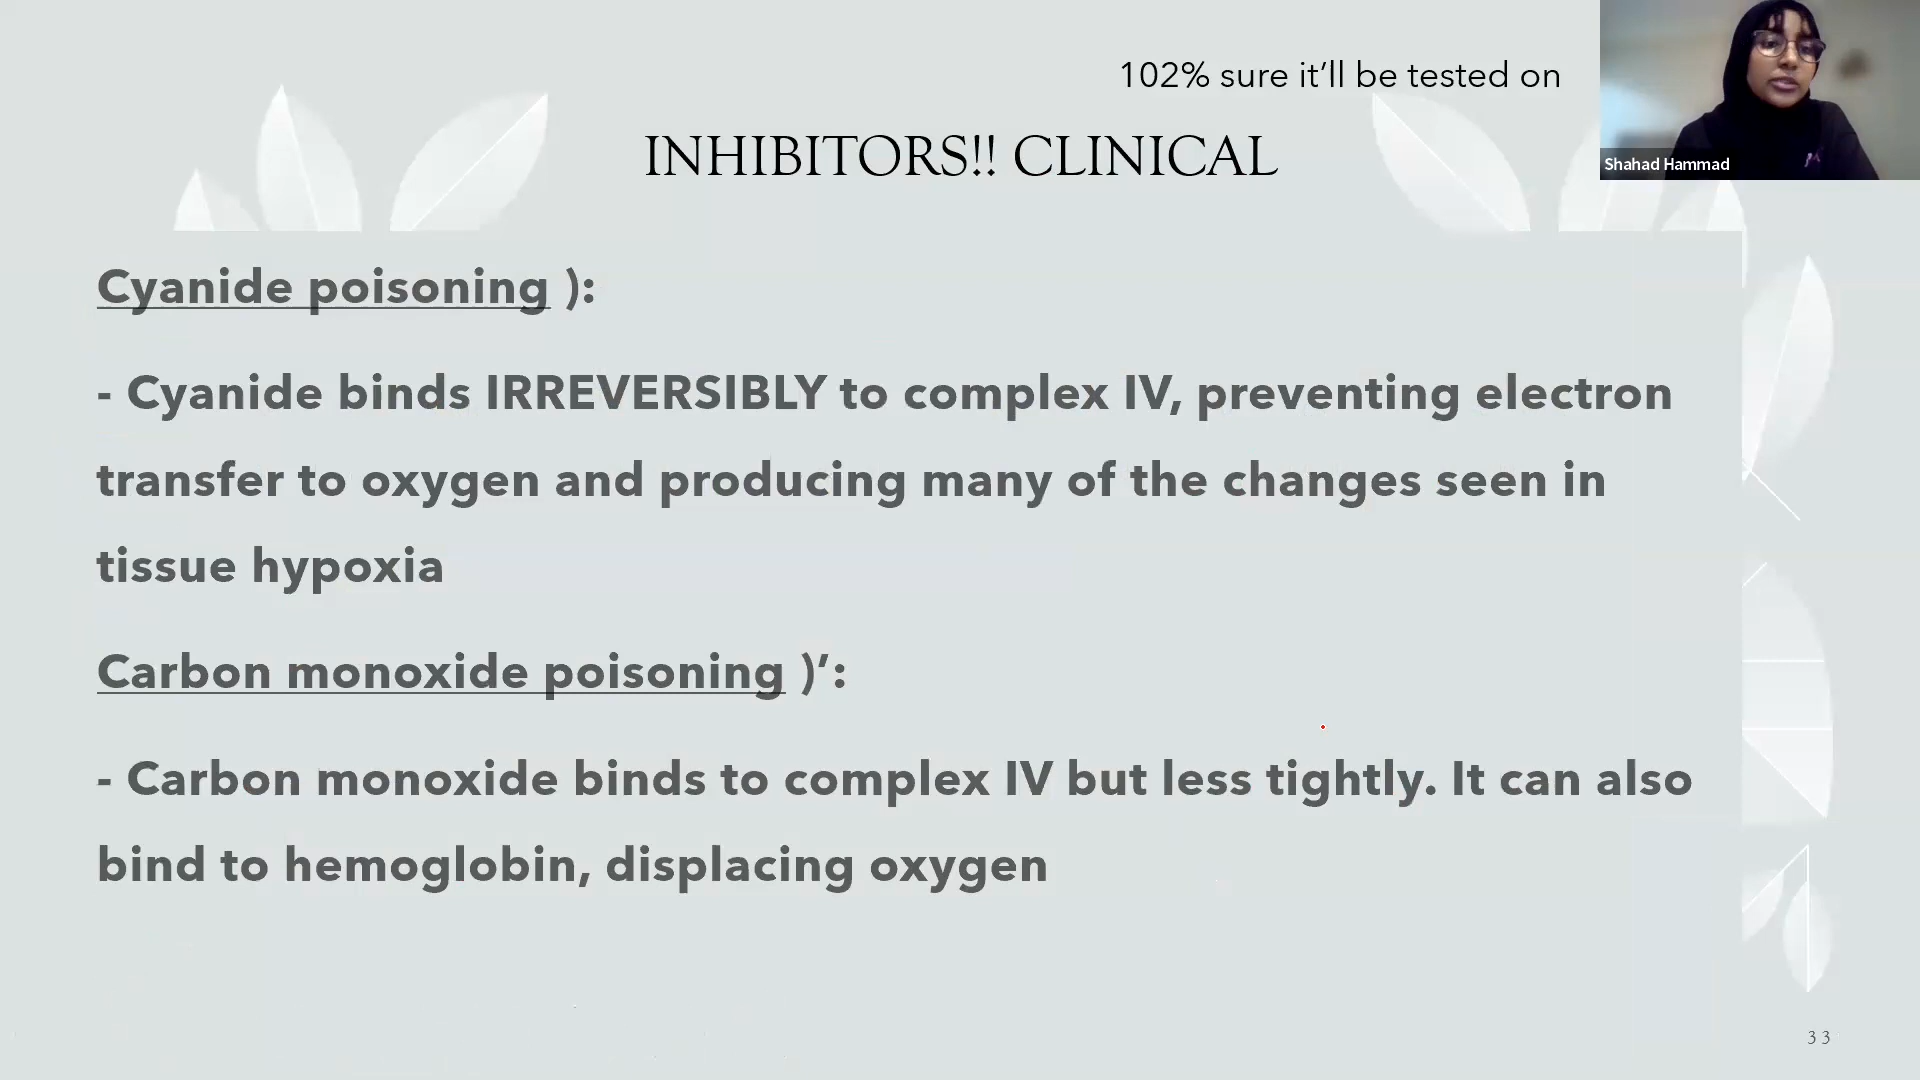 102% sure it’ll be tested on
INHIBITORS!! CLINICAL
Shahad Hammad
Cyanide poisoning ):
- Cyanide binds IRREVERSIBLY to complex IV, preventing electron
transfer to oxygen and producing many of the changes seen in
tissue hypoxia
Carbon monoxide poisoning )’:
- Carbon monoxide binds to complex IV but less tightly. It can also
bind to hemoglobin, displacing oxygen
33